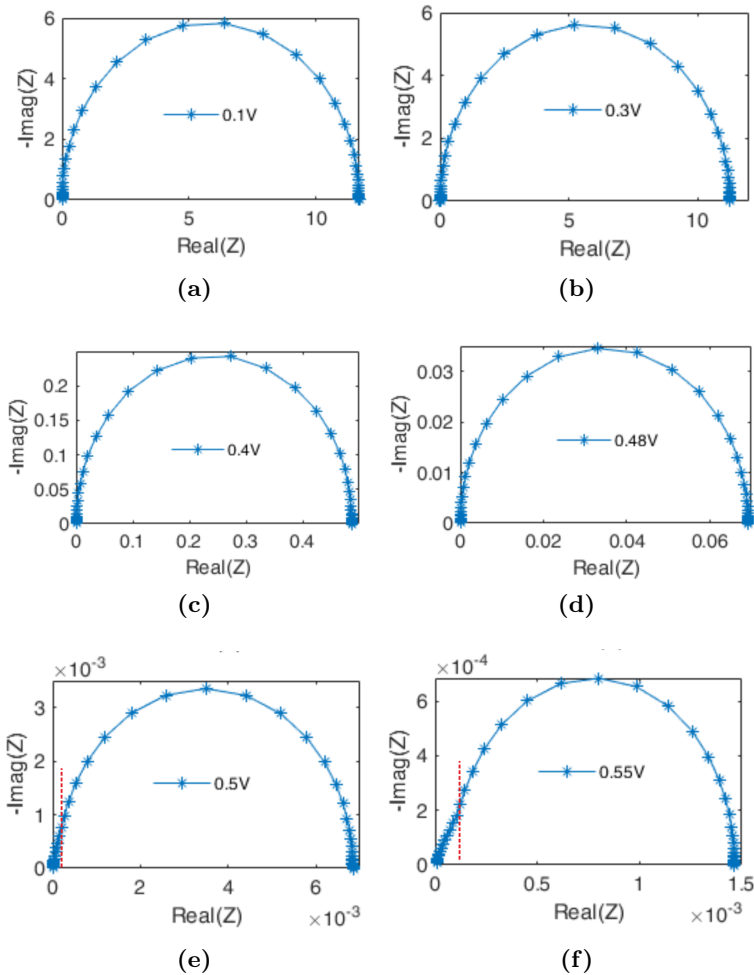 6
4
2
0
-Imag(Z)
0.1V
0 5 10
Real(Z)
(a)
6
4
2
0
-Imag(Z)
0.3V
0 5 10
Real(Z)
(b)
0.2
0.15
0.1
0.05
0
-Imag(Z)
0.4V
0 0.1 0.2 0.3 0.4
Real(Z)
(c)
0.03
0.02
0.01
0
-Imag(Z)
0.48V
0 0.02 0.04 0.06
Real(Z)
(d)
×10⁻³
3
2
1
0
-Imag(Z)
0.5V
0 2 4 6
Real(Z) ×10⁻³
(e)
×10⁻⁴
6
4
2
0
-Imag(Z)
0.55V
0 0.5 1 1.5
Real(Z) ×10⁻³
(f)